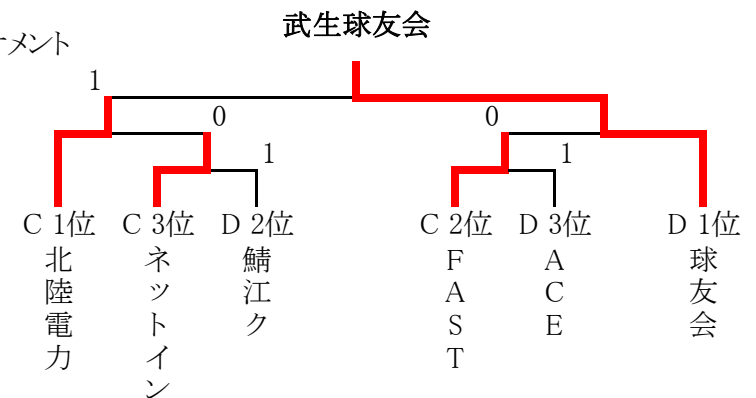 武生球友会
ナメント
1
0
0
1
1
C 1位
C 3位
D 2位
C 2位
D 3位
D 1位
北陸電力
ネットイン
鯖江ク
FAST
ACE
球友会